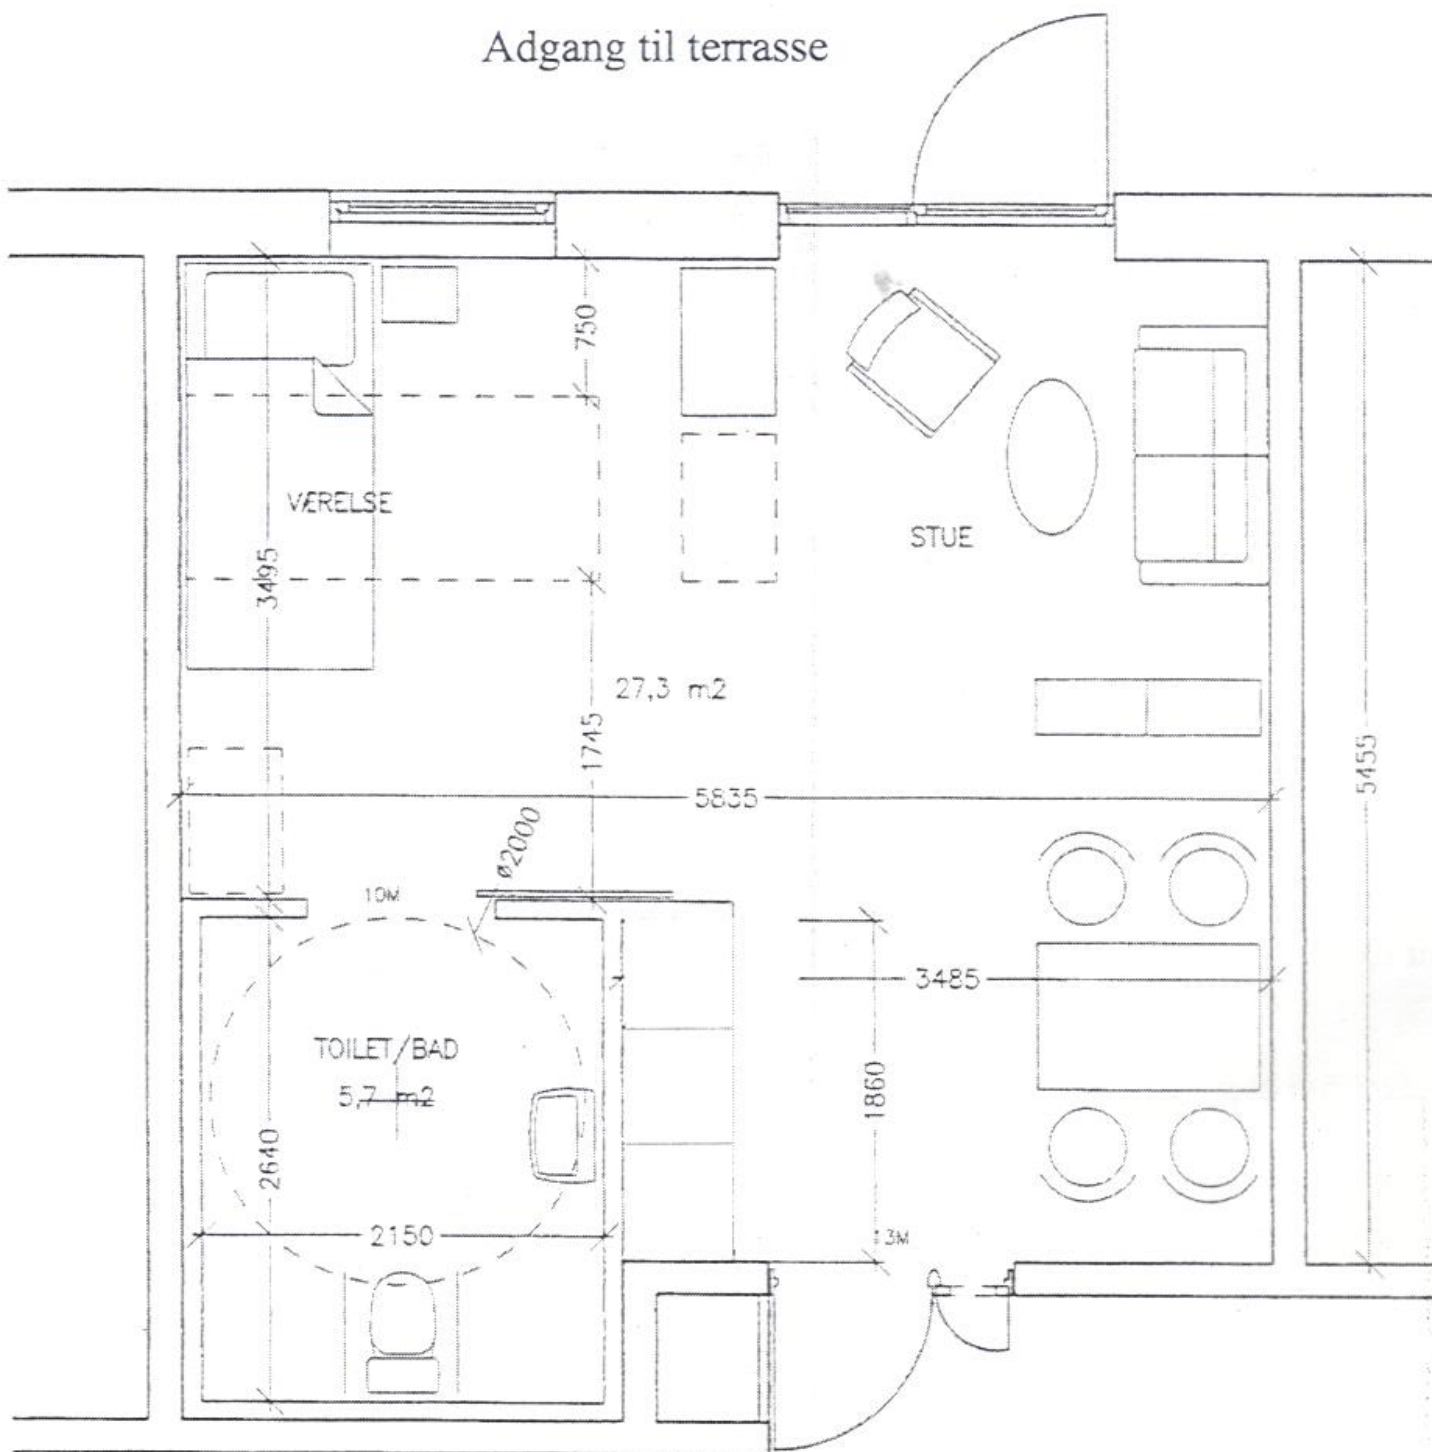 Adgang til terrasse
750
VÆRELSE
STUE
3495
27,3 m2
1745
5455
5835
ø2000
10M
3485
TOILET/BAD
5,7 m2
1860
2640
2150
13M